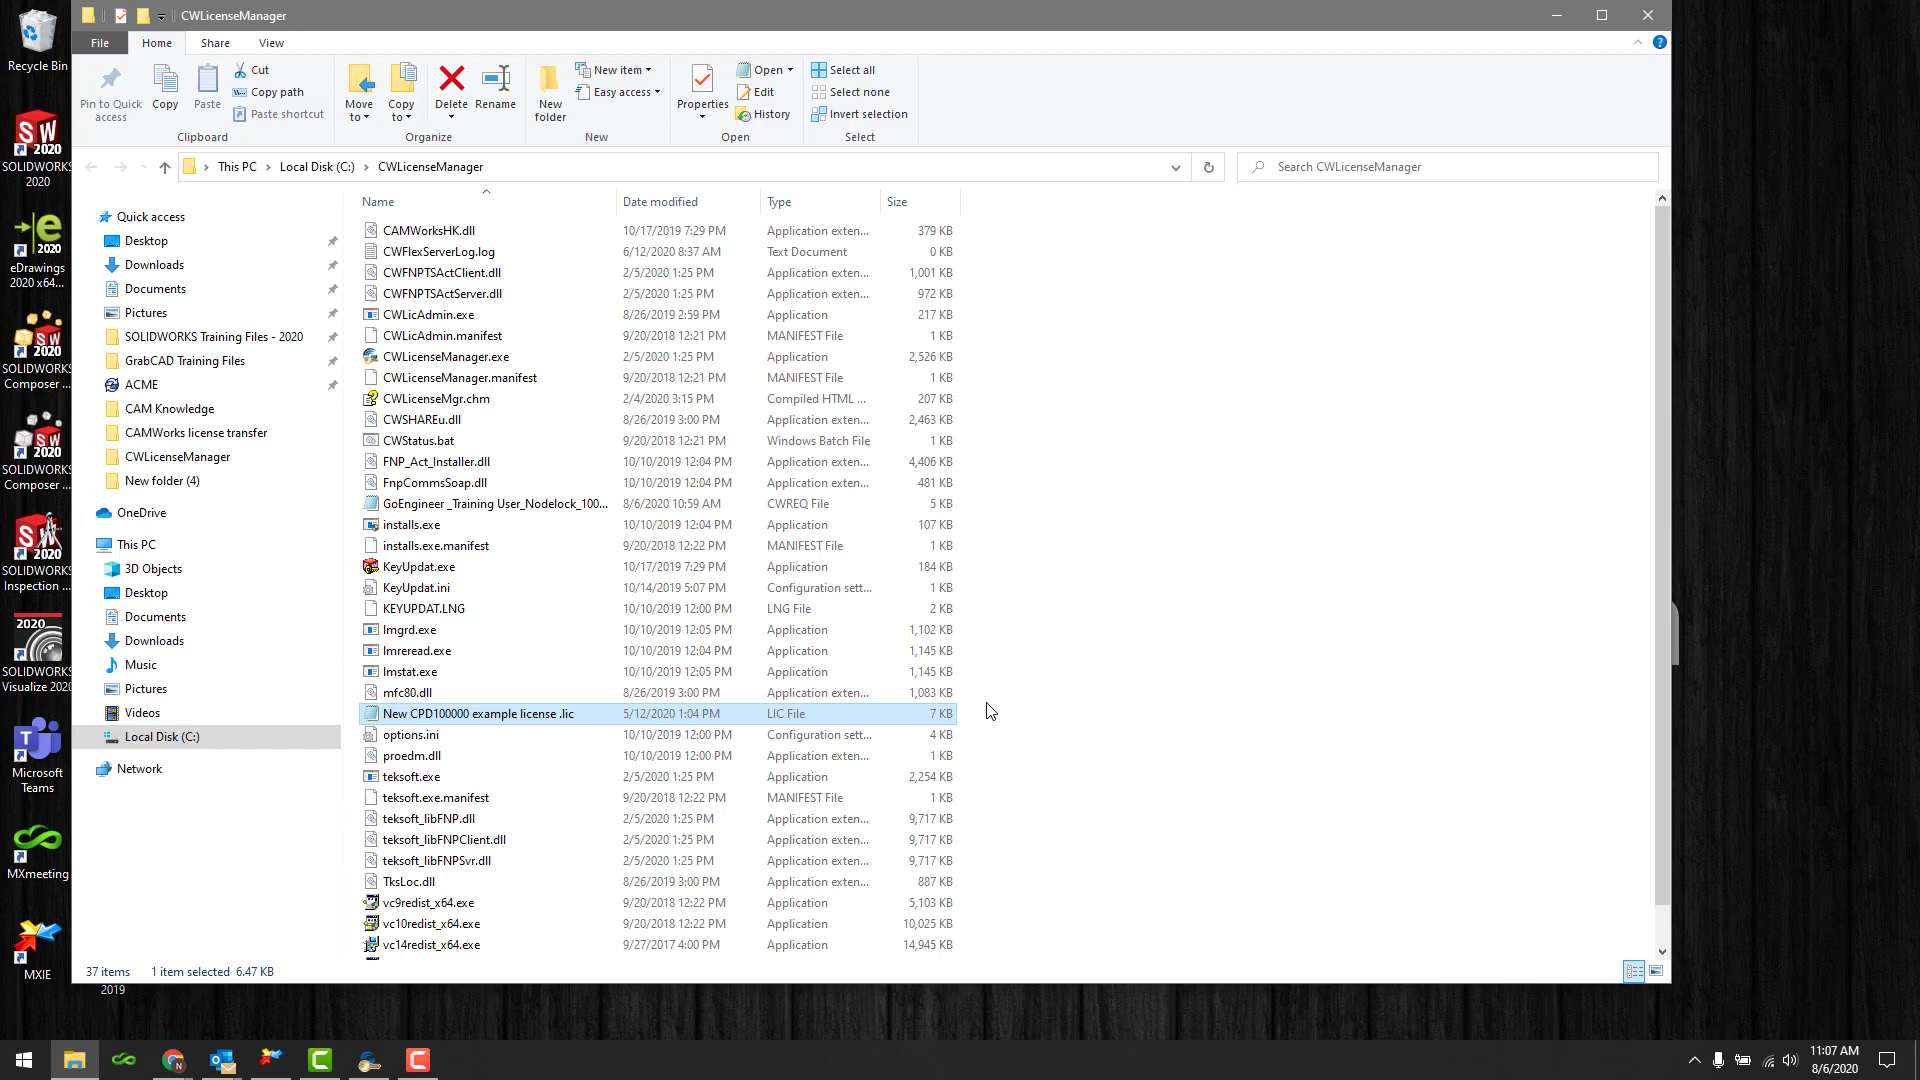 CWLicenseManager
File Home Share View
Pin to Quick access
Copy
Paste
Cut
Copy path
Paste shortcut
Clipboard
Move to
Copy to
Delete
Rename
Organize
New folder
New item
Easy access
New
Properties
Open
Edit
History
Open
Select all
Select none
Invert selection
Select
This PC › Local Disk (C:) › CWLicenseManager
Search CWLicenseManager
Recycle Bin
SW 2020
SOLIDWORKS 2020
e 2020
eDrawings 2020 x64...
SW 2020
SOLIDWORKS Composer ...
SW 2020
SOLIDWORKS Composer ...
SW 2020
SOLIDWORKS Inspection ...
2020
SOLIDWORKS Visualize 2020
Microsoft Teams
MXmeeting
MXIE
2019
Quick access
Desktop
Downloads
Documents
Pictures
SOLIDWORKS Training Files - 2020
GrabCAD Training Files
ACME
CAM Knowledge
CAMWorks license transfer
CWLicenseManager
New folder (4)
OneDrive
This PC
3D Objects
Desktop
Documents
Downloads
Music
Pictures
Videos
Local Disk (C:)
Network
Name Date modified Type Size
CAMWorksHK.dll 10/17/2019 7:29 PM Application exten... 379 KB
CWFlexServerLog.log 6/12/2020 8:37 AM Text Document 0 KB
CWFNPTSActClient.dll 2/5/2020 1:25 PM Application exten... 1,001 KB
CWFNPTSActServer.dll 2/5/2020 1:25 PM Application exten... 972 KB
CWLicAdmin.exe 8/26/2019 2:59 PM Application 217 KB
CWLicAdmin.manifest 9/20/2018 12:21 PM MANIFEST File 1 KB
CWLicenseManager.exe 2/5/2020 1:25 PM Application 2,526 KB
CWLicenseManager.manifest 9/20/2018 12:21 PM MANIFEST File 1 KB
CWLicenseMgr.chm 2/4/2020 3:15 PM Compiled HTML ... 207 KB
CWSHAREu.dll 8/26/2019 3:00 PM Application exten... 2,463 KB
CWStatus.bat 9/20/2018 12:21 PM Windows Batch File 1 KB
FNP_Act_Installer.dll 10/10/2019 12:04 PM Application exten... 4,406 KB
FnpCommsSoap.dll 10/10/2019 12:04 PM Application exten... 481 KB
GoEngineer _Training User_Nodelock_100... 8/6/2020 10:59 AM CWREQ File 5 KB
installs.exe 10/10/2019 12:04 PM Application 107 KB
installs.exe.manifest 9/20/2018 12:22 PM MANIFEST File 1 KB
KeyUpdat.exe 10/17/2019 7:29 PM Application 184 KB
KeyUpdat.ini 10/14/2019 5:07 PM Configuration sett... 1 KB
KEYUPDAT.LNG 10/10/2019 12:00 PM LNG File 2 KB
lmgrd.exe 10/10/2019 12:05 PM Application 1,102 KB
lmreread.exe 10/10/2019 12:04 PM Application 1,145 KB
lmstat.exe 10/10/2019 12:05 PM Application 1,145 KB
mfc80.dll 8/26/2019 3:00 PM Application exten... 1,083 KB
New CPD100000 example license .lic 5/12/2020 1:04 PM LIC File 7 KB
options.ini 10/10/2019 12:00 PM Configuration sett... 4 KB
proedm.dll 10/10/2019 12:00 PM Application exten... 1 KB
teksoft.exe 2/5/2020 1:25 PM Application 2,254 KB
teksoft.exe.manifest 9/20/2018 12:22 PM MANIFEST File 1 KB
teksoft_libFNP.dll 2/5/2020 1:25 PM Application exten... 9,717 KB
teksoft_libFNPClient.dll 2/5/2020 1:25 PM Application exten... 9,717 KB
teksoft_libFNPSvr.dll 2/5/2020 1:25 PM Application exten... 9,717 KB
TksLoc.dll 8/26/2019 3:00 PM Application exten... 887 KB
vc9redist_x64.exe 9/20/2018 12:22 PM Application 5,103 KB
vc10redist_x64.exe 9/20/2018 12:22 PM Application 10,025 KB
vc14redist_x64.exe 9/27/2017 4:00 PM Application 14,945 KB
37 items 1 item selected 6.47 KB
11:07 AM
8/6/2020